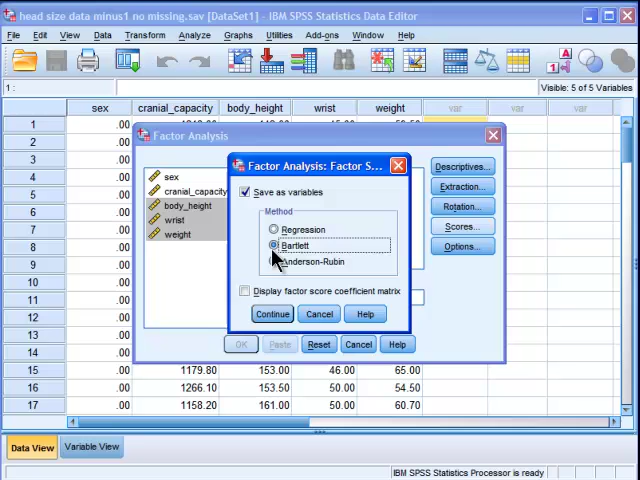 head size data minus1 no missing.sav [DataSet1] - IBM SPSS Statistics Data Editor
File Edit View Data Transform Analyze Graphs Utilities Add-ons Window Help
1 :
Visible: 5 of 5 Variables
sex cranial_capacity body_height wrist weight var var var
1
2
3
4
5
6
7
8
9
10
11
12
13
14
15 .00 1179.80 153.00 46.00 65.00
16 .00 1266.10 153.50 50.00 54.50
17 .00 1158.20 161.00 50.00 60.70
Factor Analysis
sex
cranial_capacity
body_height
wrist
weight
Descriptives...
Extraction...
Rotation...
Scores...
Options...
OK Paste Reset Cancel Help
Factor Analysis: Factor S...
Save as variables
Method
Regression
Bartlett
Anderson-Rubin
Display factor score coefficient matrix
Continue Cancel Help
Data View Variable View
IBM SPSS Statistics Processor is ready